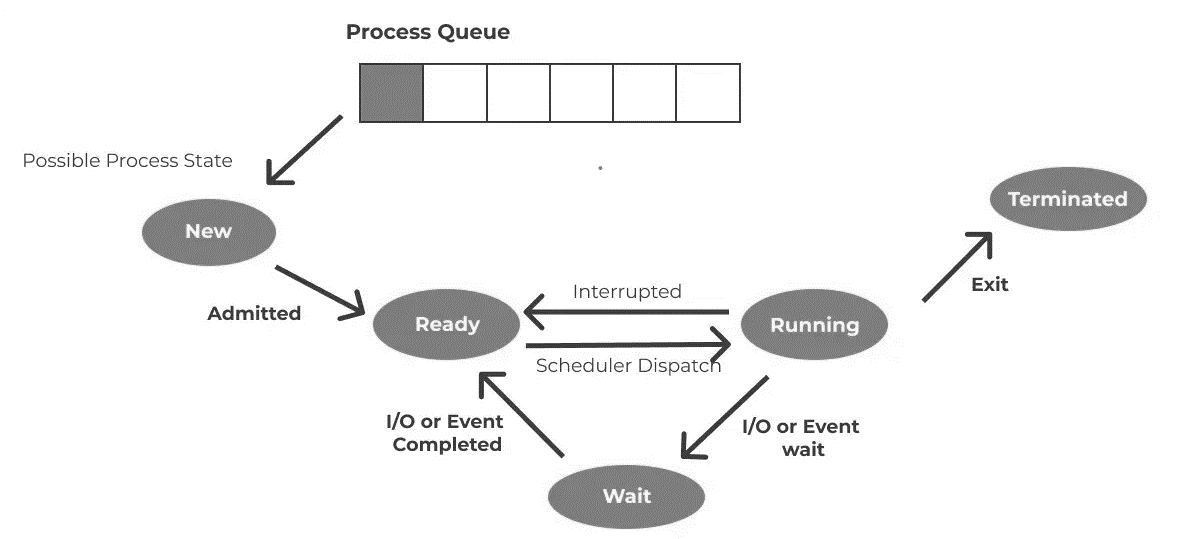 Process Queue
Possible Process State
New
Terminated
Admitted
Exit
Interrupted
Ready
Running
Scheduler Dispatch
I/O or Event
Completed
I/O or Event
wait
Wait